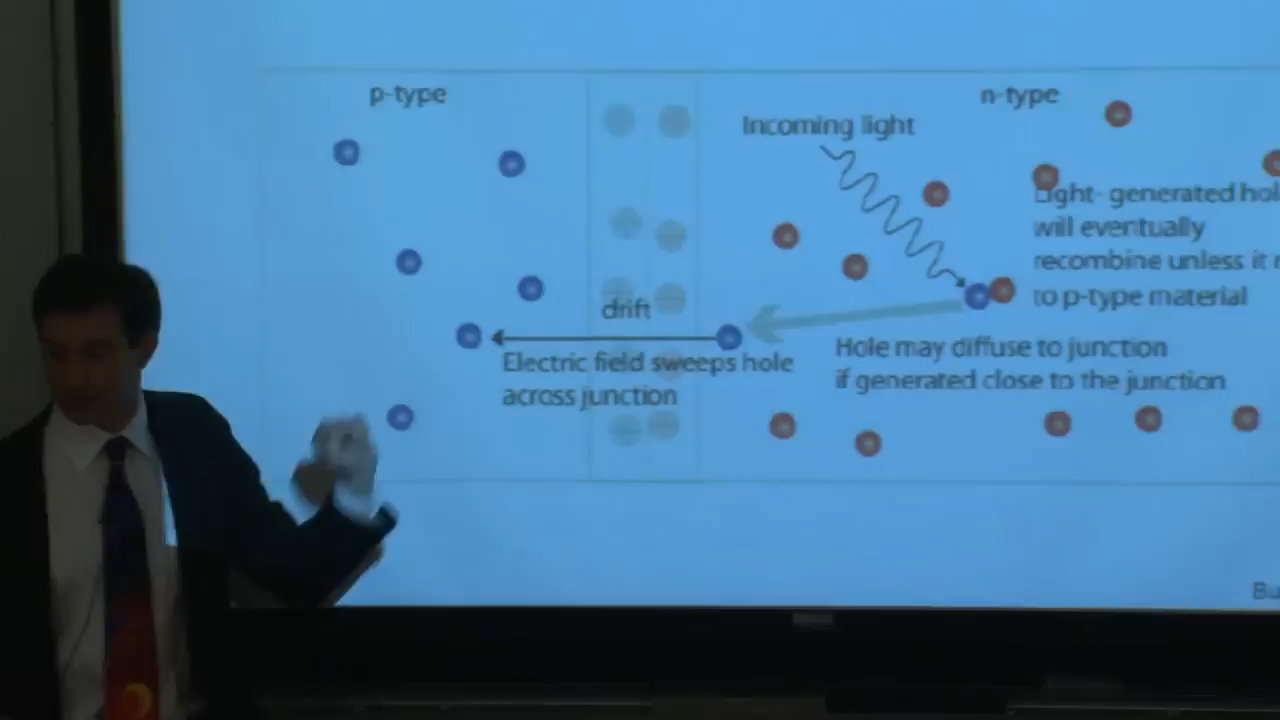 p-type
n-type
Incoming light
Light- generated
will eventually
recombine unless it
to p-type material
drift
Electric field sweeps hole
across junction
Hole may diffuse to junction
if generated close to the junction